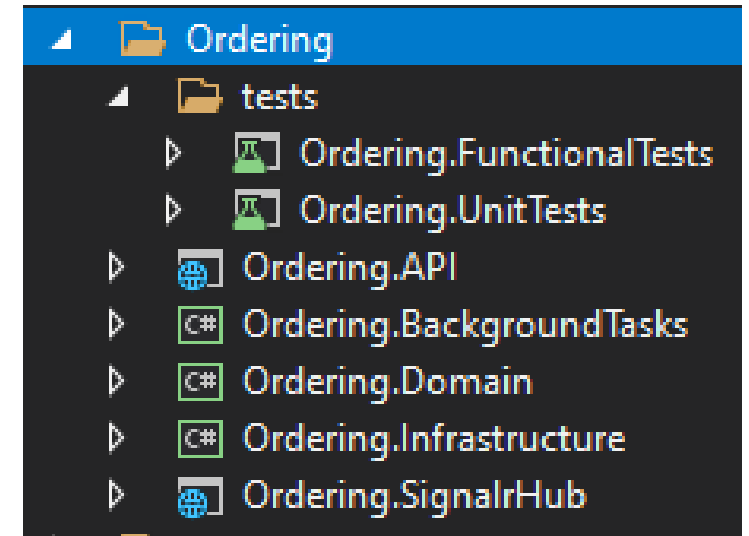 Ordering
tests
Ordering.FunctionalTests
Ordering.UnitTests
Ordering.API
C# Ordering.BackgroundTasks
C# Ordering.Domain
C# Ordering.Infrastructure
Ordering.SignalrHub